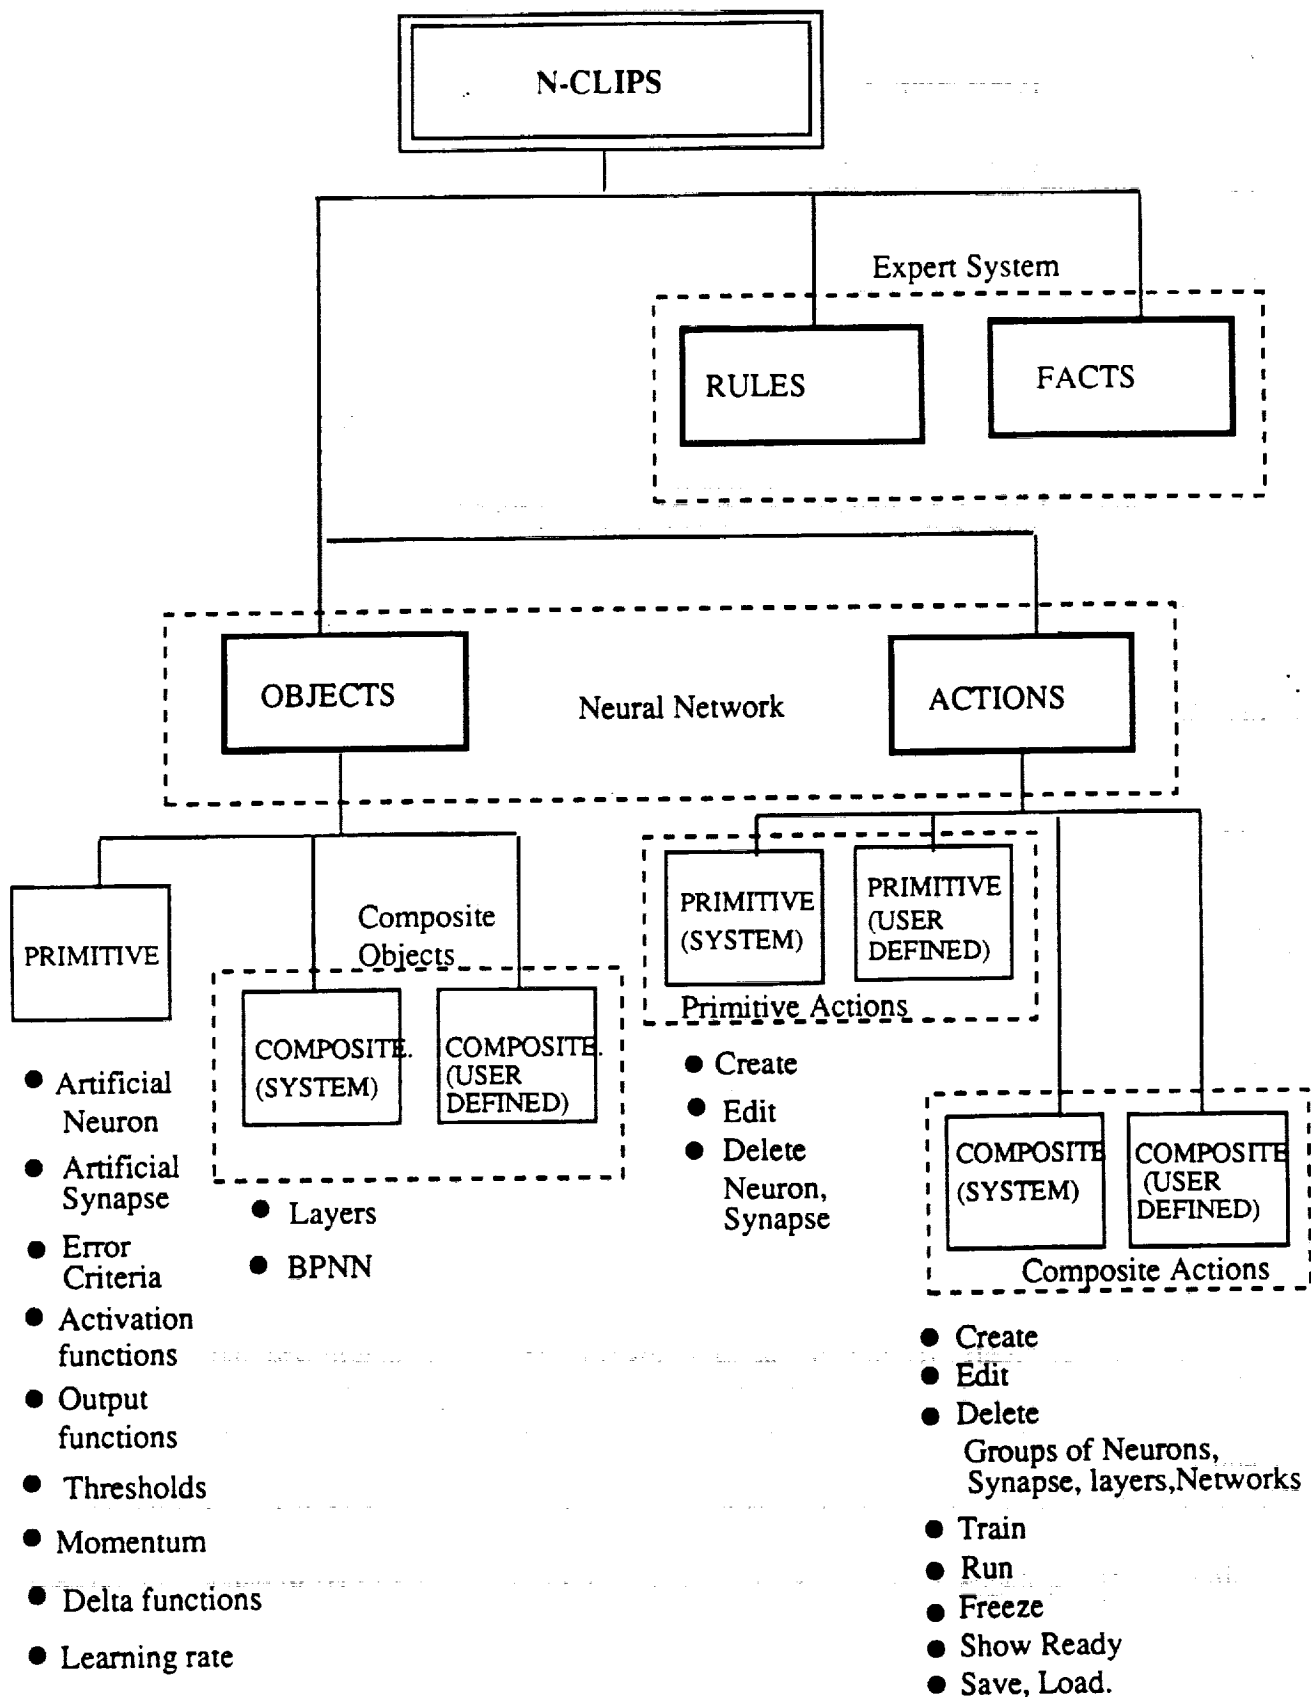 N-CLIPS
Expert System
RULES
FACTS
OBJECTS
Neural Network
ACTIONS
PRIMITIVE
Composite
Objects
COMPOSITE.
(SYSTEM)
COMPOSITE.
(USER
DEFINED)
PRIMITIVE
(SYSTEM)
PRIMITIVE
(USER
DEFINED)
Primitive Actions
COMPOSITE
(SYSTEM)
COMPOSITE
(USER
DEFINED)
Composite Actions
● Artificial
Neuron
● Artificial
Synapse
● Error
Criteria
● Activation
functions
● Output
functions
● Thresholds
● Momentum
● Delta functions
● Learning rate
● Layers
● BPNN
● Create
● Edit
● Delete
Neuron,
Synapse
● Create
● Edit
● Delete
Groups of Neurons,
Synapse, layers,Networks
● Train
● Run
● Freeze
● Show Ready
● Save, Load.